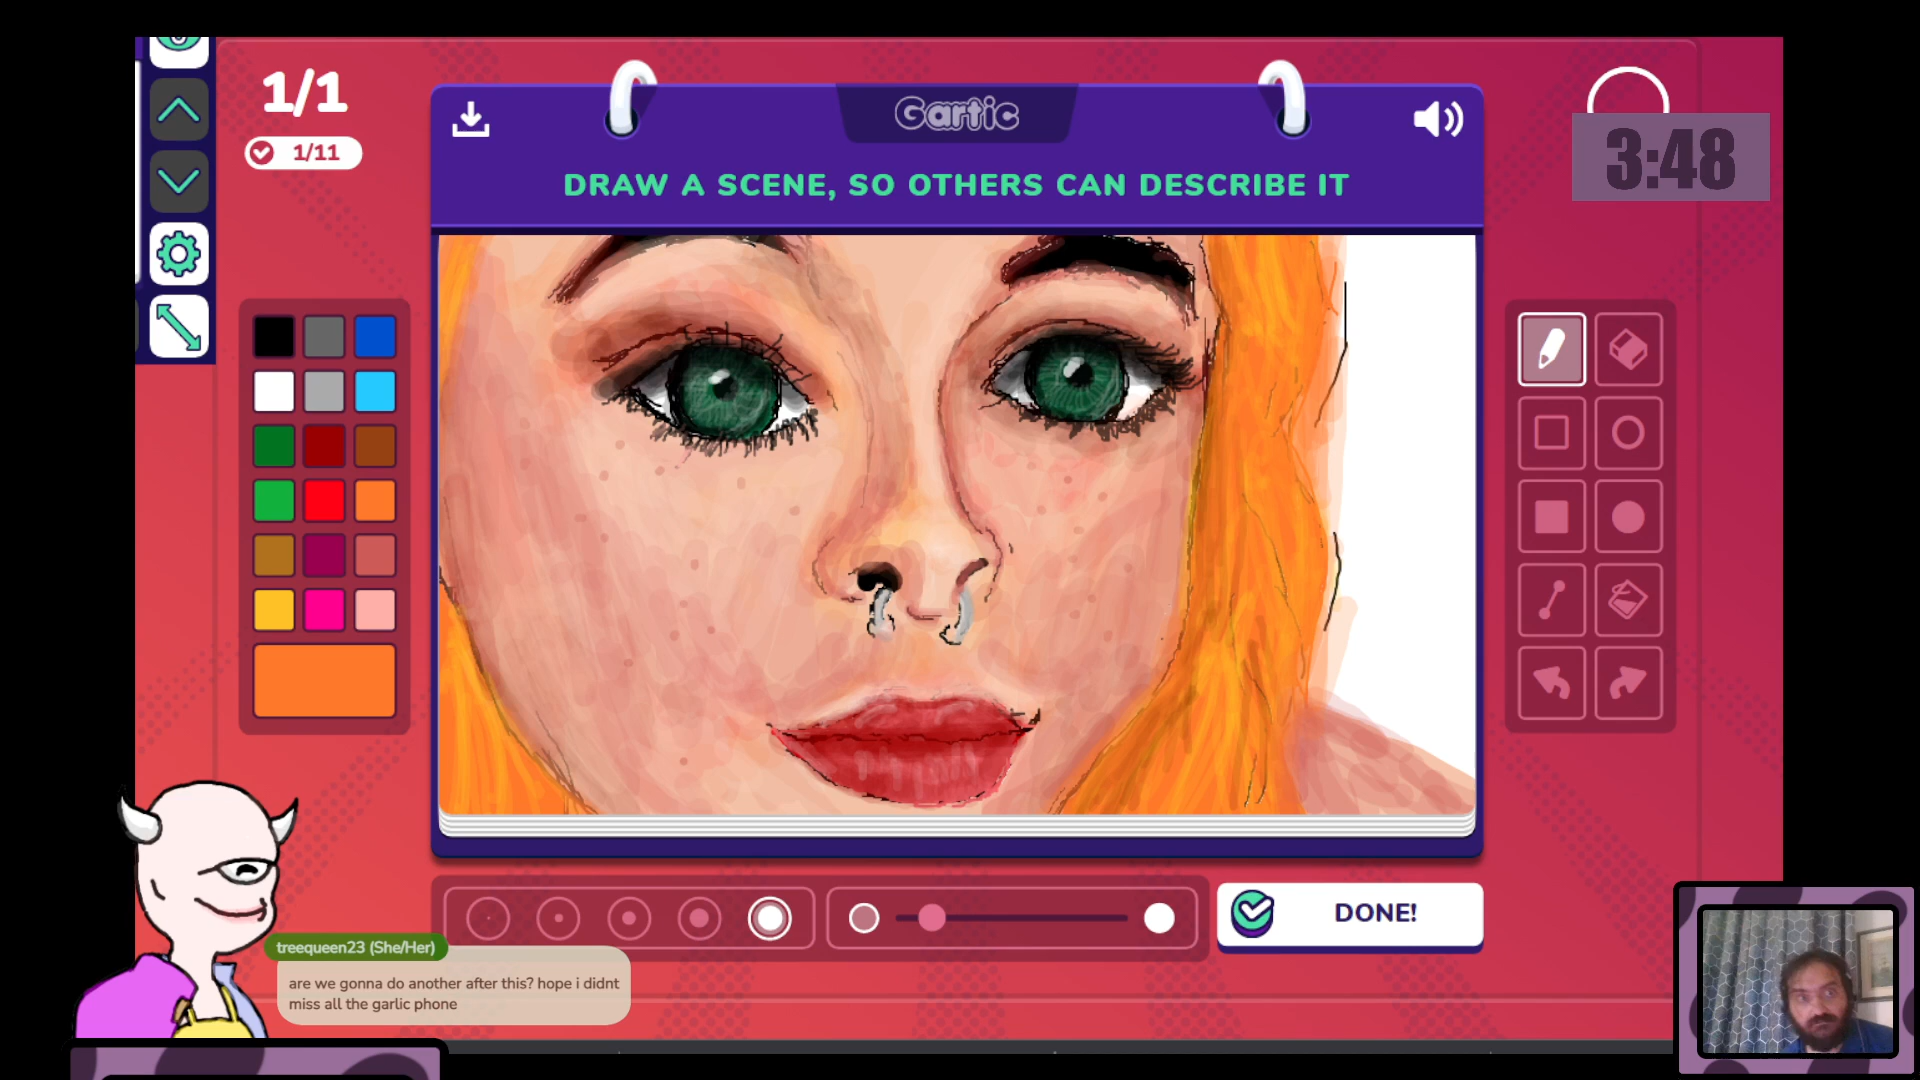 1/1
1/11
Gartic
DRAW A SCENE, SO OTHERS CAN DESCRIBE IT
3:48
DONE!
treequeen23 (She/Her)
are we gonna do another after this? hope i didnt
miss all the garlic phone